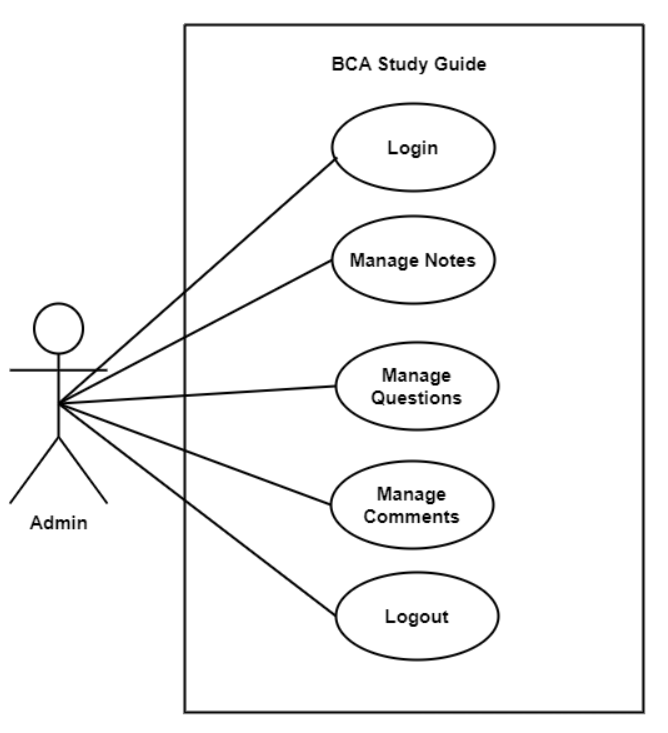 BCA Study Guide
Login
Manage Notes
Manage
Questions
Manage
Comments
Logout
Admin